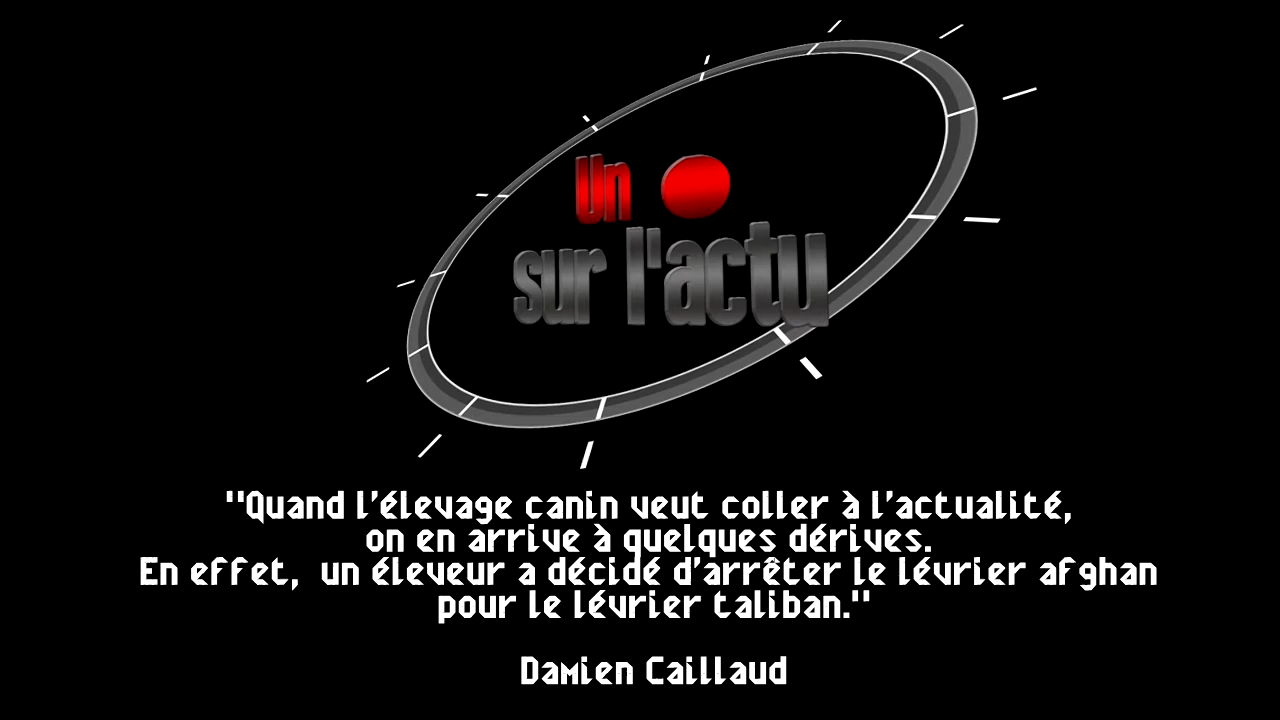 Un
sur l'actu
"Quand l'élevage canin veut coller à l'actualité,
on en arrive à quelques dérives.
En effet, un éleveur a décidé d'arrêter le lévrier afghan
pour le lévrier taliban."
Damien Caillaud